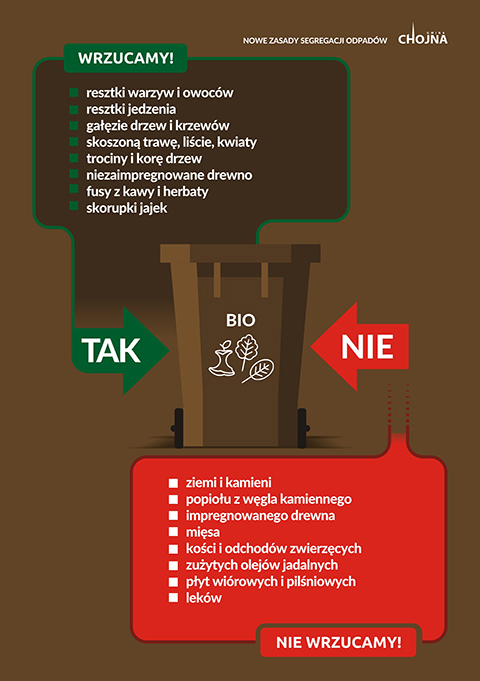 NOWE ZASADY SEGREGACJI ODPADÓW
CHOJNA
WRZUCAMY!
resztki warzyw i owoców
resztki jedzenia
gałęzie drzew i krzewów
skoszoną trawę, liście, kwiaty
trociny i korę drzew
niezaimpregnowane drewno
fusy z kawy i herbaty
skorupki jajek
BIO
TAK
NIE
ziemi i kamieni
popiołu z węgla kamiennego
impregnowanego drewna
mięsa
kości i odchodów zwierzęcych
zużytych olejów jadalnych
płyt wiórowych i pilśniowych
leków
NIE WRZUCAMY!